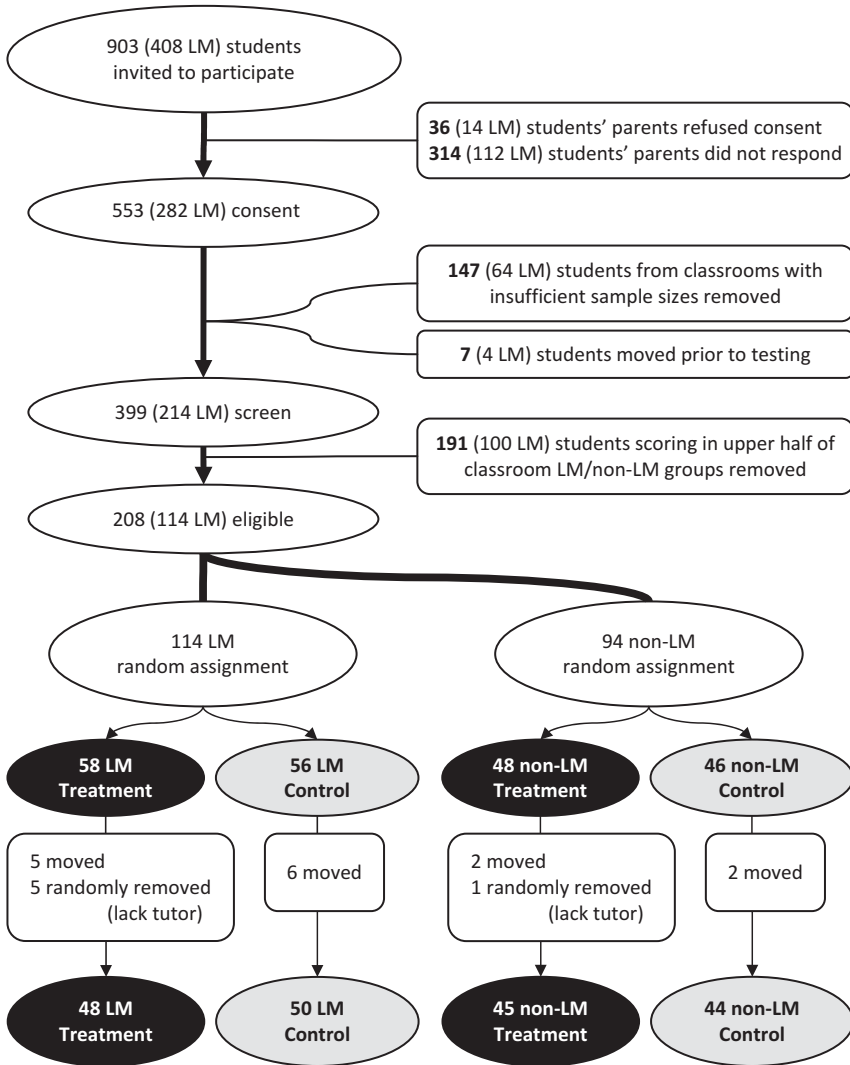 903 (408 LM) students
invited to participate
36 (14 LM) students’ parents refused consent
314 (112 LM) students’ parents did not respond
553 (282 LM) consent
147 (64 LM) students from classrooms with
insufficient sample sizes removed
7 (4 LM) students moved prior to testing
399 (214 LM) screen
191 (100 LM) students scoring in upper half of
classroom LM/non-LM groups removed
208 (114 LM) eligible
114 LM
random assignment
94 non-LM
random assignment
58 LM
Treatment
56 LM
Control
48 non-LM
Treatment
46 non-LM
Control
5 moved
5 randomly removed
(lack tutor)
6 moved
2 moved
1 randomly removed
(lack tutor)
2 moved
48 LM
Treatment
50 LM
Control
45 non-LM
Treatment
44 non-LM
Control